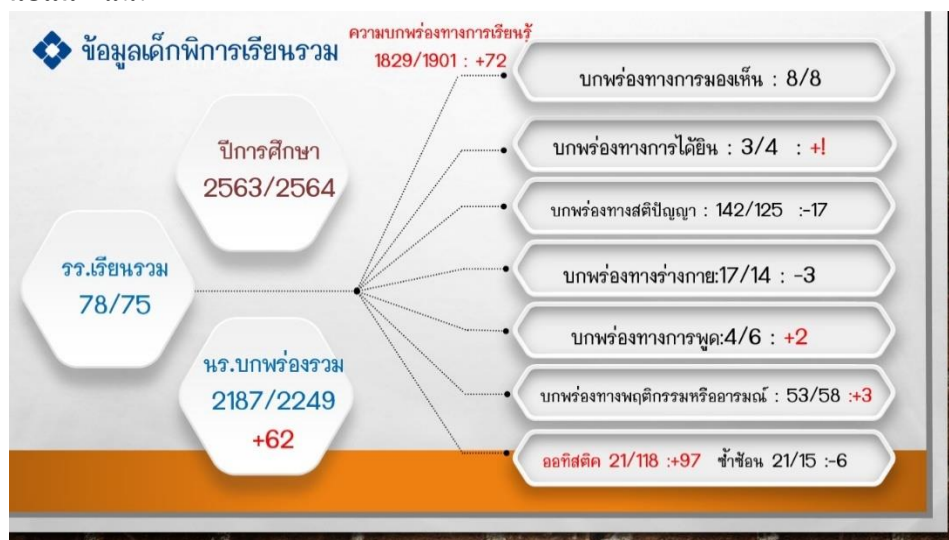 ข้อมูลเด็กพิการเรียนรวม
ความบกพร่องทางการเรียนรู้
1829/1901 : +72
ปีการศึกษา
2563/2564
รร.เรียนรวม
78/75
นร.บกพร่องรวม
2187/2249
+62
บกพร่องทางการมองเห็น : 8/8
บกพร่องทางการได้ยิน : 3/4 : +!
บกพร่องทางสติปัญญา : 142/125 :-17
บกพร่องทางร่างกาย:17/14 : -3
บกพร่องทางการพูด:4/6 : +2
บกพร่องทางพฤติกรรมหรืออารมณ์ : 53/58 :+3
ออทิสติค 21/118 :+97 ซ้ำซ้อน 21/15 :-6